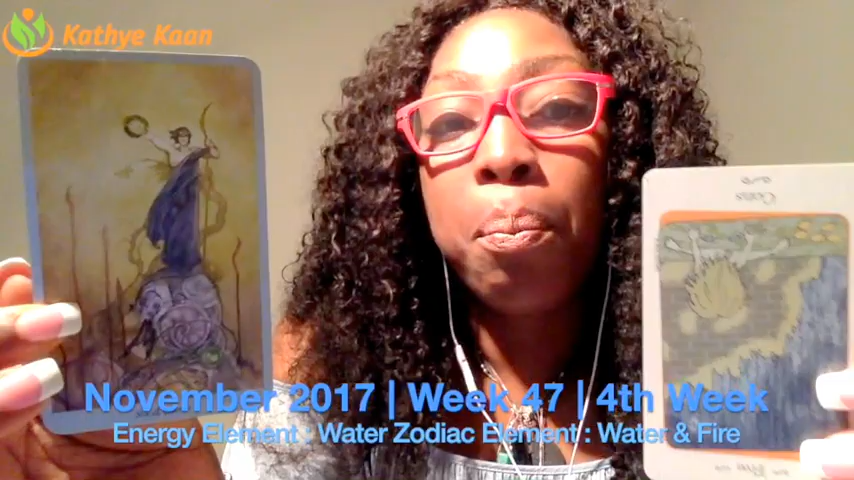 Kathye Kaan
November 2017 | Week 47 | 4th Week
Energy Element : Water Zodiac Element : Water & Fire